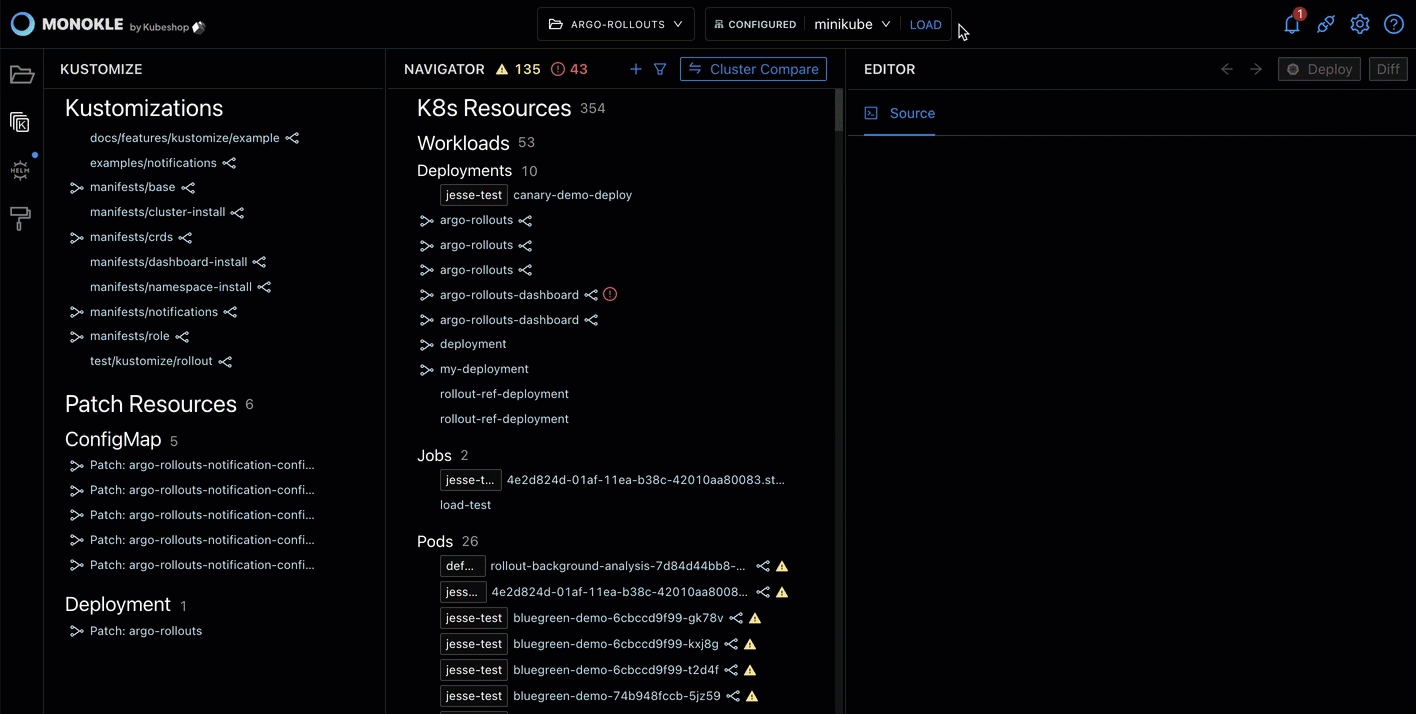 MONOKLE by Kubeshop
ARGO-ROLLOUTS
CONFIGURED minikube LOAD
1
KUSTOMIZE
Kustomizations
docs/features/kustomize/example
examples/notifications
manifests/base
manifests/cluster-install
manifests/crds
manifests/dashboard-install
manifests/namespace-install
manifests/notifications
manifests/role
test/kustomize/rollout
Patch Resources 6
ConfigMap 5
Patch: argo-rollouts-notification-confi...
Patch: argo-rollouts-notification-confi...
Patch: argo-rollouts-notification-confi...
Patch: argo-rollouts-notification-confi...
Patch: argo-rollouts-notification-confi...
Deployment 1
Patch: argo-rollouts
HELM
NAVIGATOR 135 43 Cluster Compare
K8s Resources 354
Workloads 53
Deployments 10
jesse-test canary-demo-deploy
argo-rollouts
argo-rollouts
argo-rollouts
argo-rollouts-dashboard
argo-rollouts-dashboard
deployment
my-deployment
rollout-ref-deployment
rollout-ref-deployment
Jobs 2
jesse-t... 4e2d824d-01af-11ea-b38c-42010aa80083.st...
load-test
Pods 26
def... rollout-background-analysis-7d84d44bb8-...
jess... 4e2d824d-01af-11ea-b38c-42010aa8008...
jesse-test bluegreen-demo-6cbccd9f99-gk78v
jesse-test bluegreen-demo-6cbccd9f99-kxj8g
jesse-test bluegreen-demo-6cbccd9f99-t2d4f
jesse-test bluegreen-demo-74b948fccb-5jz59
EDITOR Deploy Diff
Source